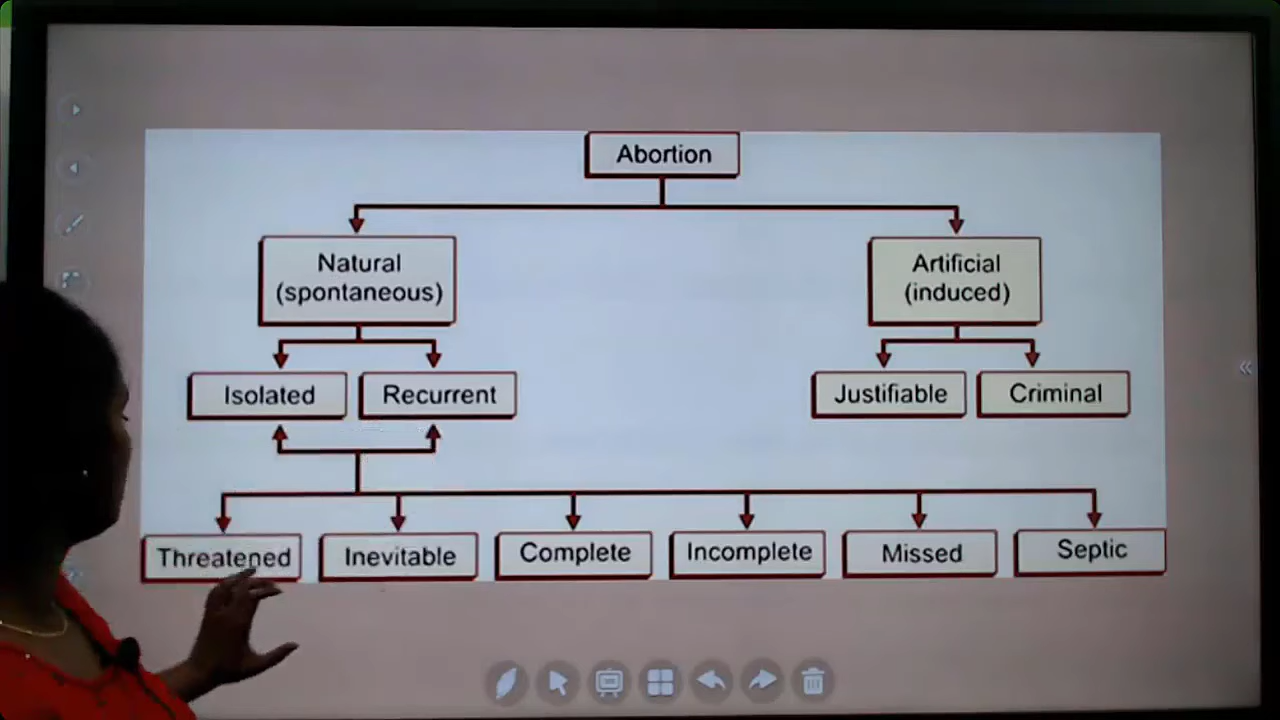 Abortion
Natural
(spontaneous)
Artificial
(induced)
Isolated
Recurrent
Justifiable
Criminal
Threatened
Inevitable
Complete
Incomplete
Missed
Septic